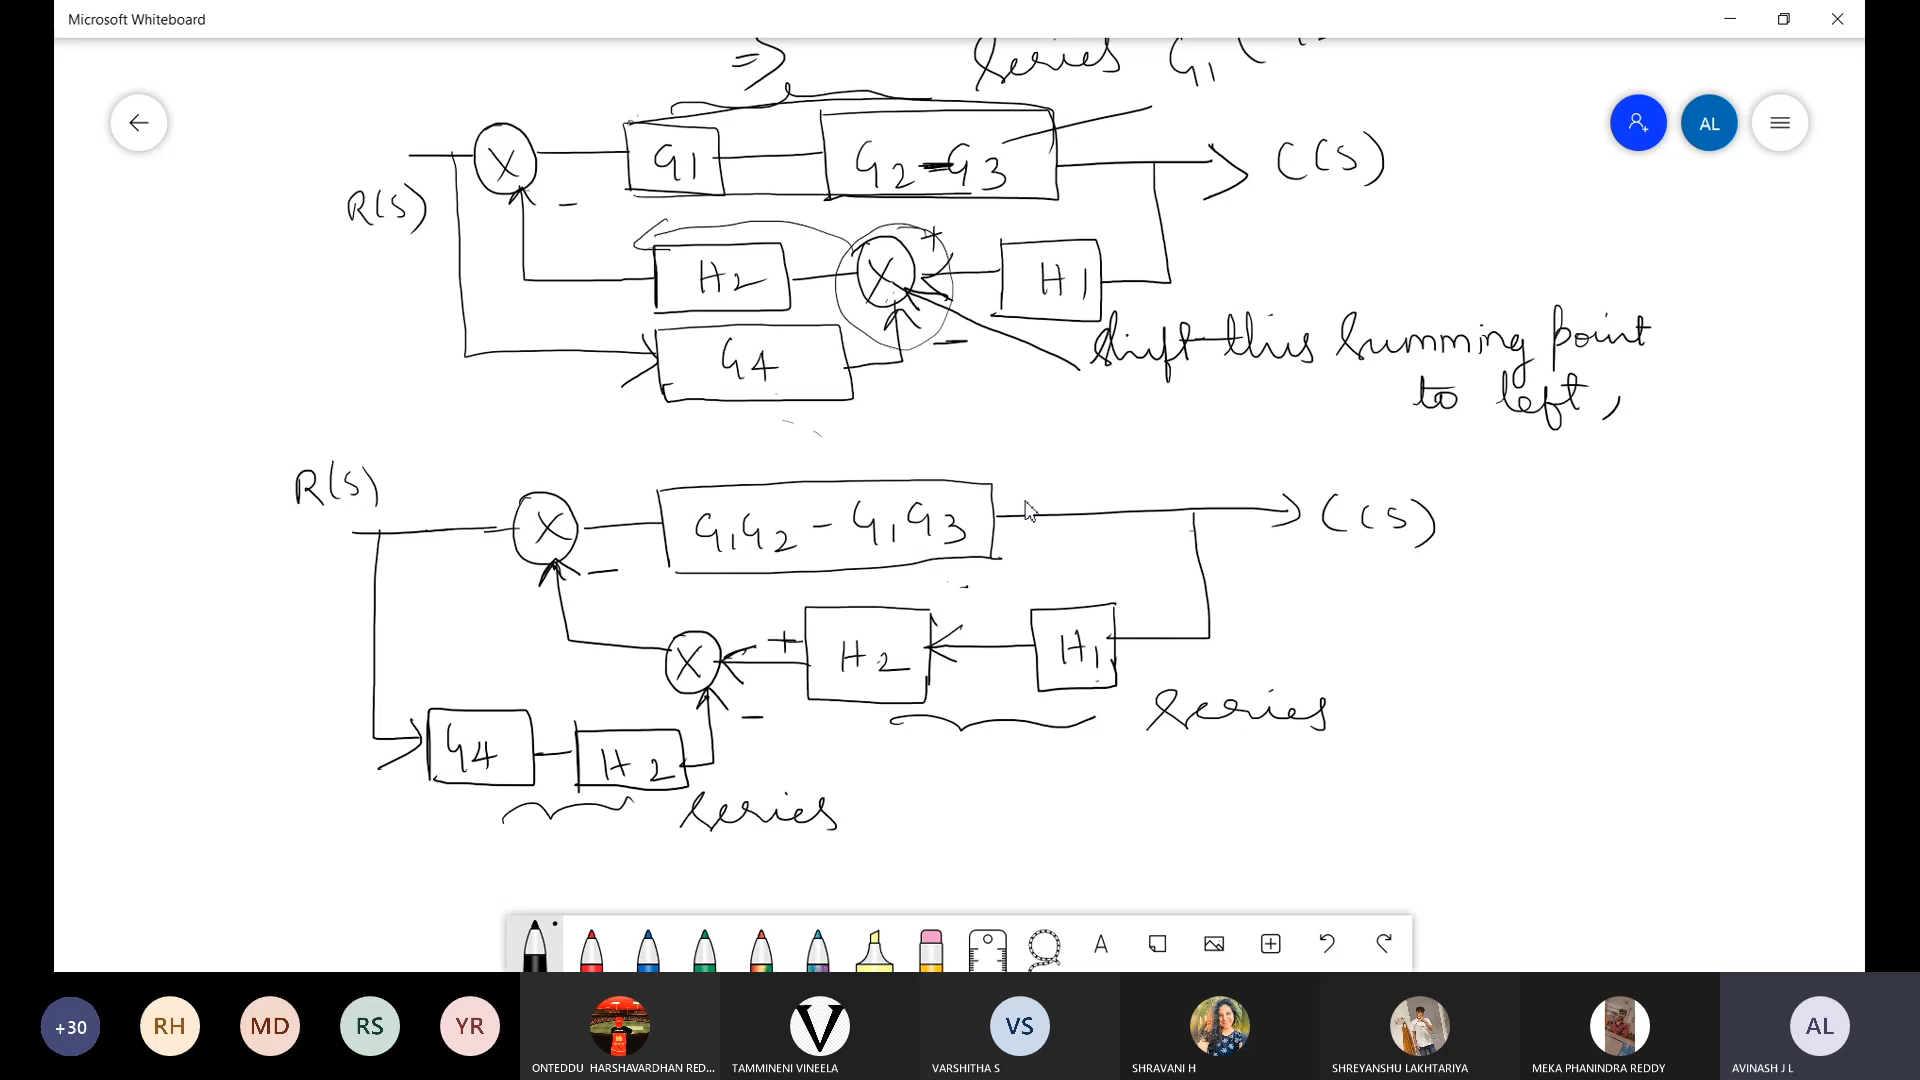 Microsoft Whiteboard
=> series G1
R(S) X G1 G2-G3 C(S)
-
H2 X + H1
G4 -
shift this summing point
to left,
AL
R(S) X G1G2 - G1G3 C(S)
-
X + H2 H1
-
series
G4 H2
series
A
+30 RH MD RS YR V VS AL
ONTEDDU HARSHAVARDHAN RED... TAMMINENI VINEELA VARSHITHA S SHRAVANI H SHREYANSHU LAKHTARIYA MEKA PHANINDRA REDDY AVINASH J L